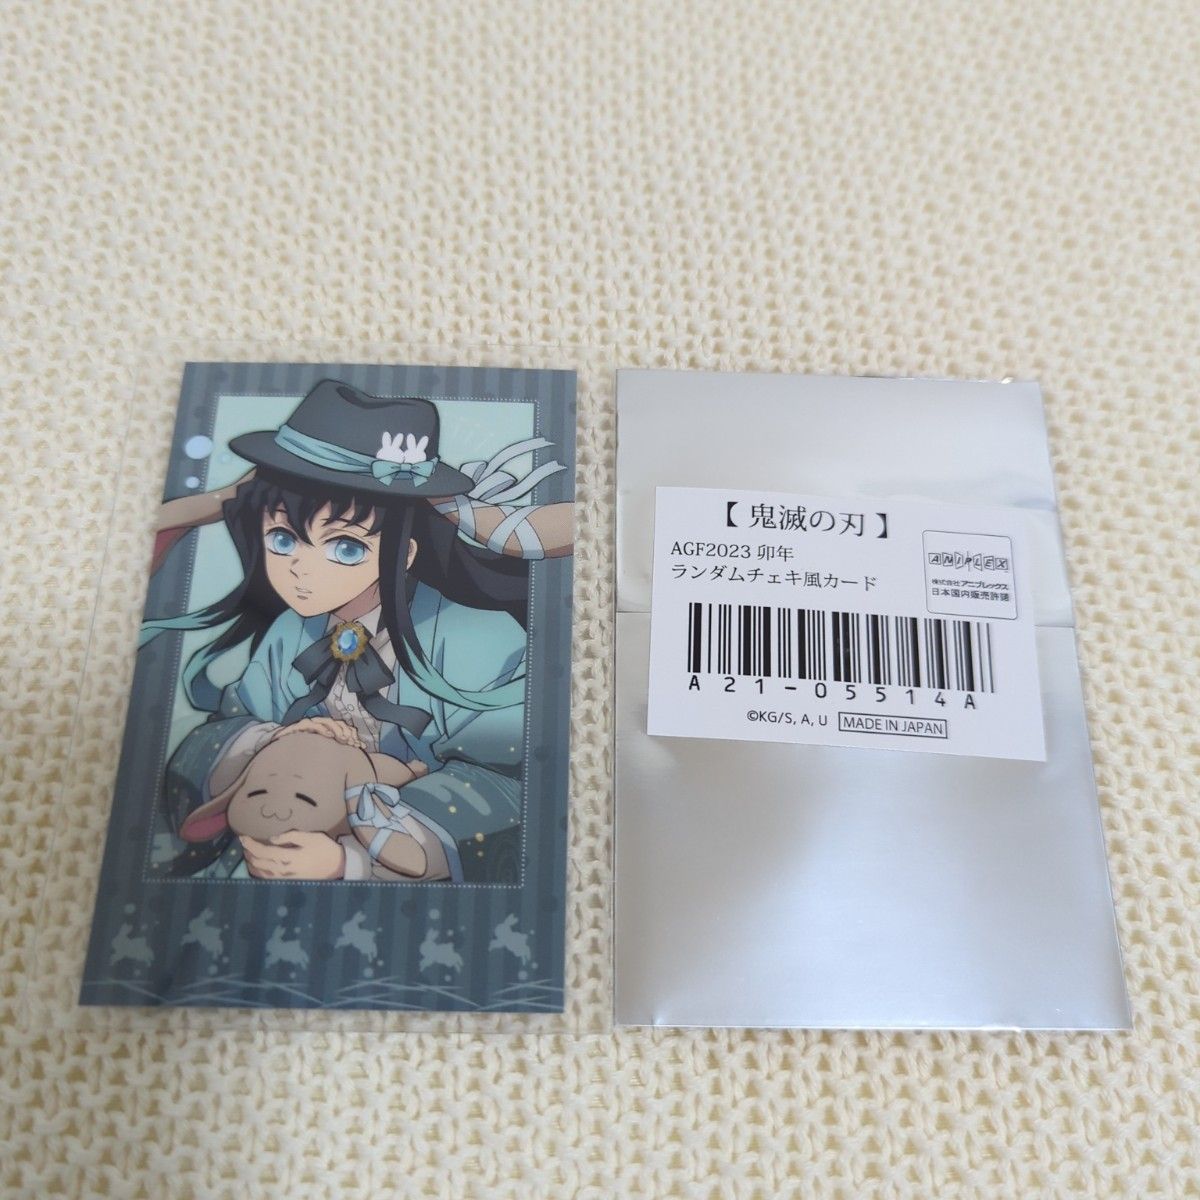 【 鬼滅の刃 】
AGF2023 卯年
ランダムチェキ風カード
ANIPLEX
株式会社アニプレックス
日本国内販売許諾
A21-05514A
©KG/S, A, U MADE IN JAPAN